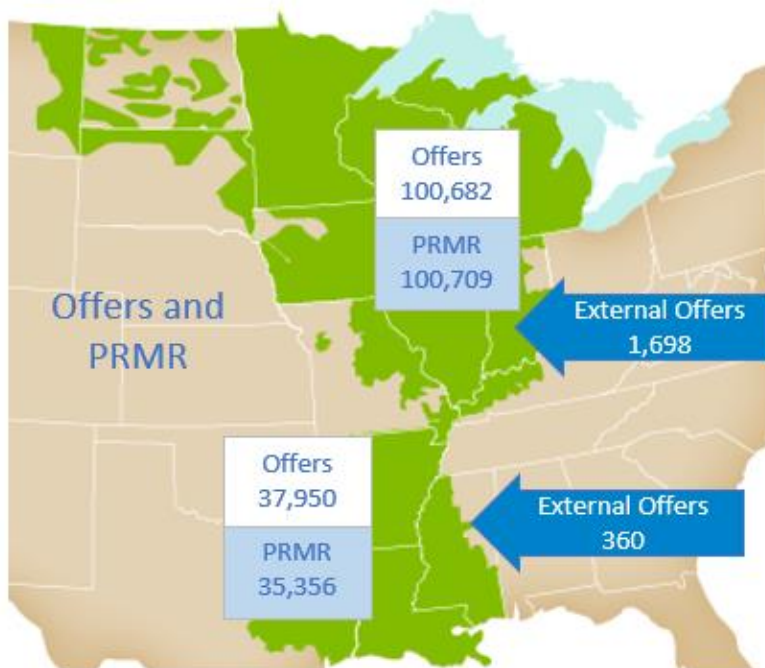 Offers
100,682
PRMR
100,709
Offers and
PRMR
External Offers
1,698
Offers
37,950
PRMR
35,356
External Offers
360